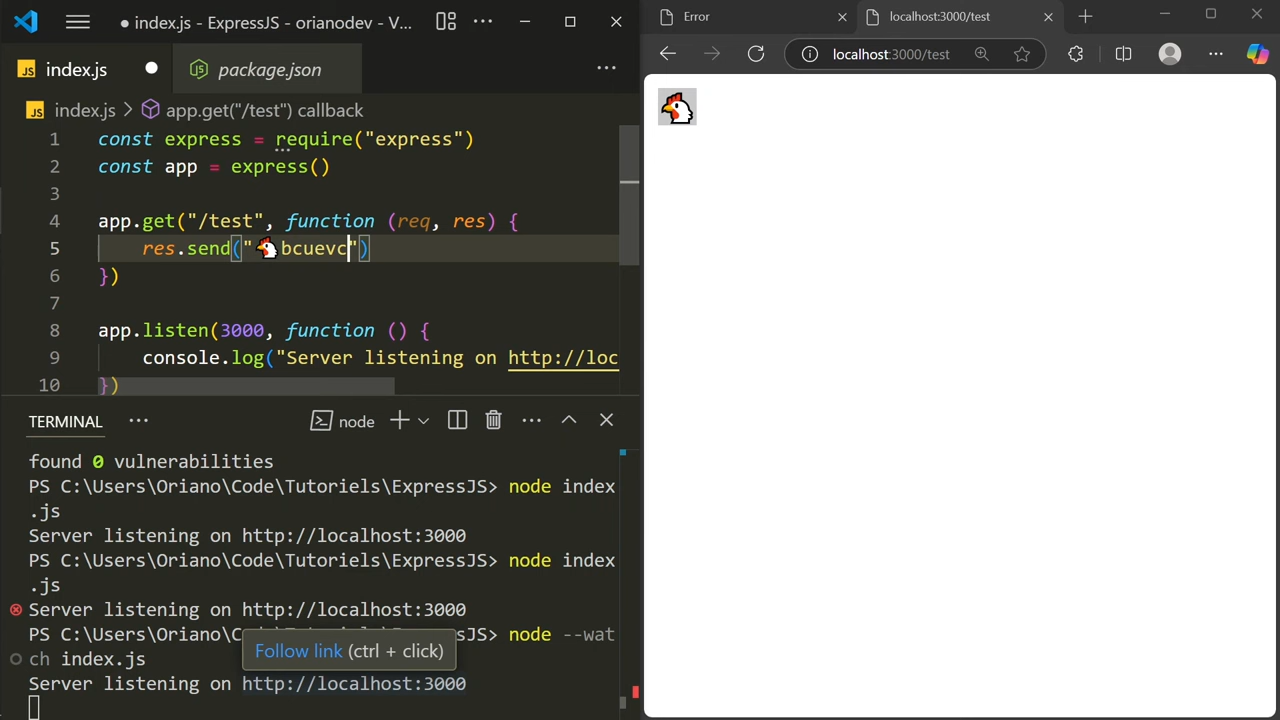 index.js - ExpressJS - orianodev - V...
index.js
package.json
index.js > app.get("/test") callback
1 const express = require("express")
2 const app = express()
3
4 app.get("/test", function (req, res) {
5 res.send("🐔bcuevc")
6 })
7
8 app.listen(3000, function () {
9 console.log("Server listening on http://loc
10 })
TERMINAL
node
found 0 vulnerabilities
PS C:\Users\Oriano\Code\Tutoriels\ExpressJS> node index
.js
Server listening on http://localhost:3000
PS C:\Users\Oriano\Code\Tutoriels\ExpressJS> node index
.js
Server listening on http://localhost:3000
PS C:\Users\Oriano\C sJS> node --wat
Follow link (ctrl + click)
ch index.js
Server listening on http://localhost:3000
Error
localhost:3000/test
localhost:3000/test
🐔